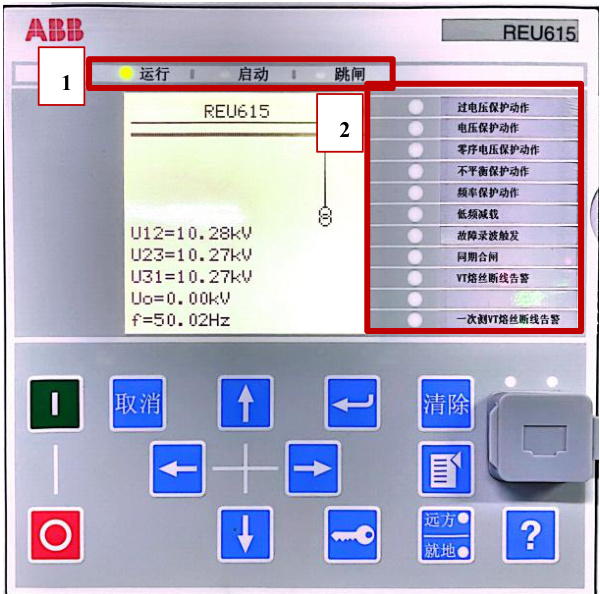 ABB
REU615
1
运行 启动 跳闸
REU615
2
过电压保护动作
电压保护动作
零序电压保护动作
不平衡保护动作
频率保护动作
低频减载
故障录波触发
同期合闸
VT熔丝断线告警
一次侧VT熔丝断线告警
U12=10.28kV
U23=10.27kV
U31=10.27kV
Uo=0.00kV
f=50.02Hz
I
取消
清除
O
远方
就地
?